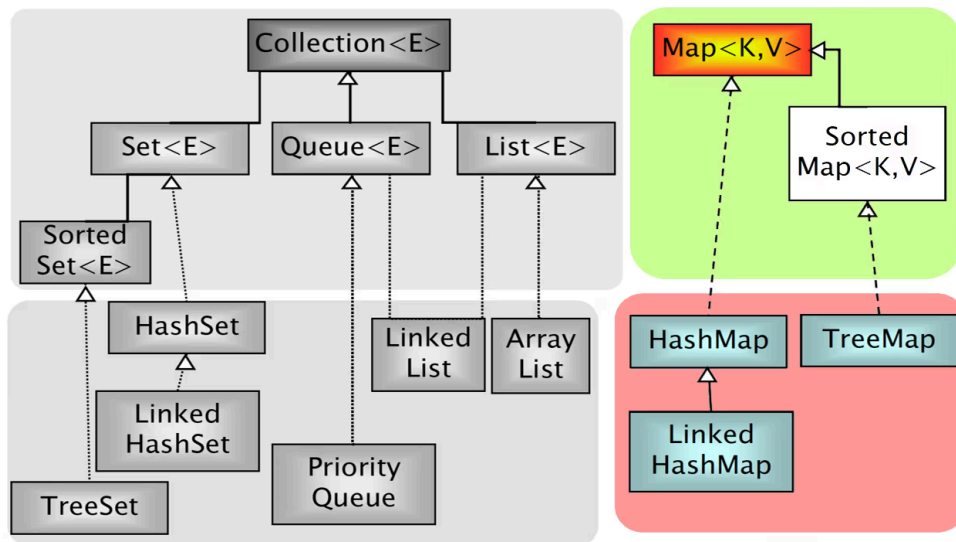 Collection<E>
Map<K,V>
Set<E>
Queue<E>
List<E>
Sorted
Map<K,V>
Sorted
Set<E>
HashSet
Linked
List
Array
List
HashMap
TreeMap
Linked
HashSet
Linked
HashMap
Priority
Queue
TreeSet